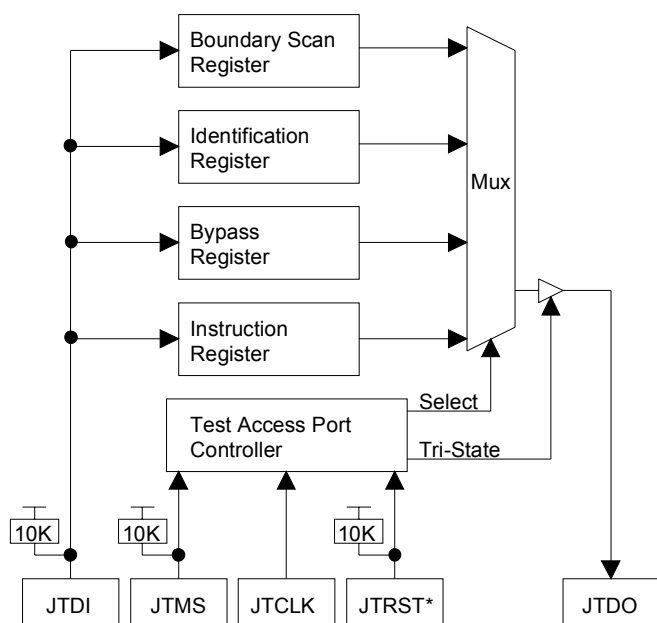 Boundary Scan
Register
Identification
Register
Mux
Bypass
Register
Instruction
Register
Select
Test Access Port
Controller
Tri-State
10K
10K
10K
JTDI
JTMS
JTCLK
JTRST*
JTDO